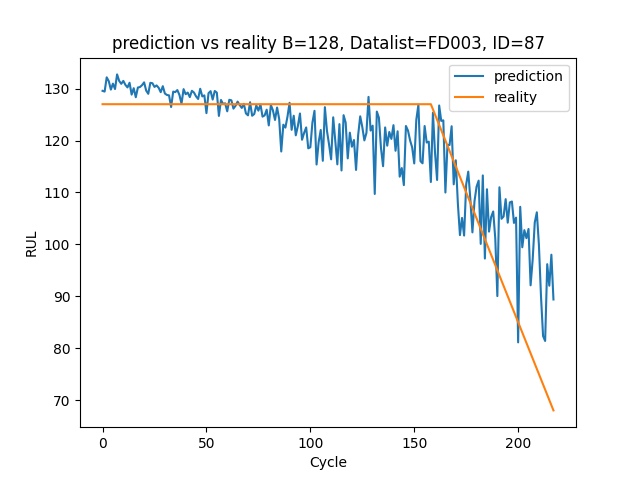 prediction vs reality B=128, Datalist=FD003, ID=87
prediction
reality
130
120
110
100
90
80
70
RUL
0
50
100
150
200
Cycle